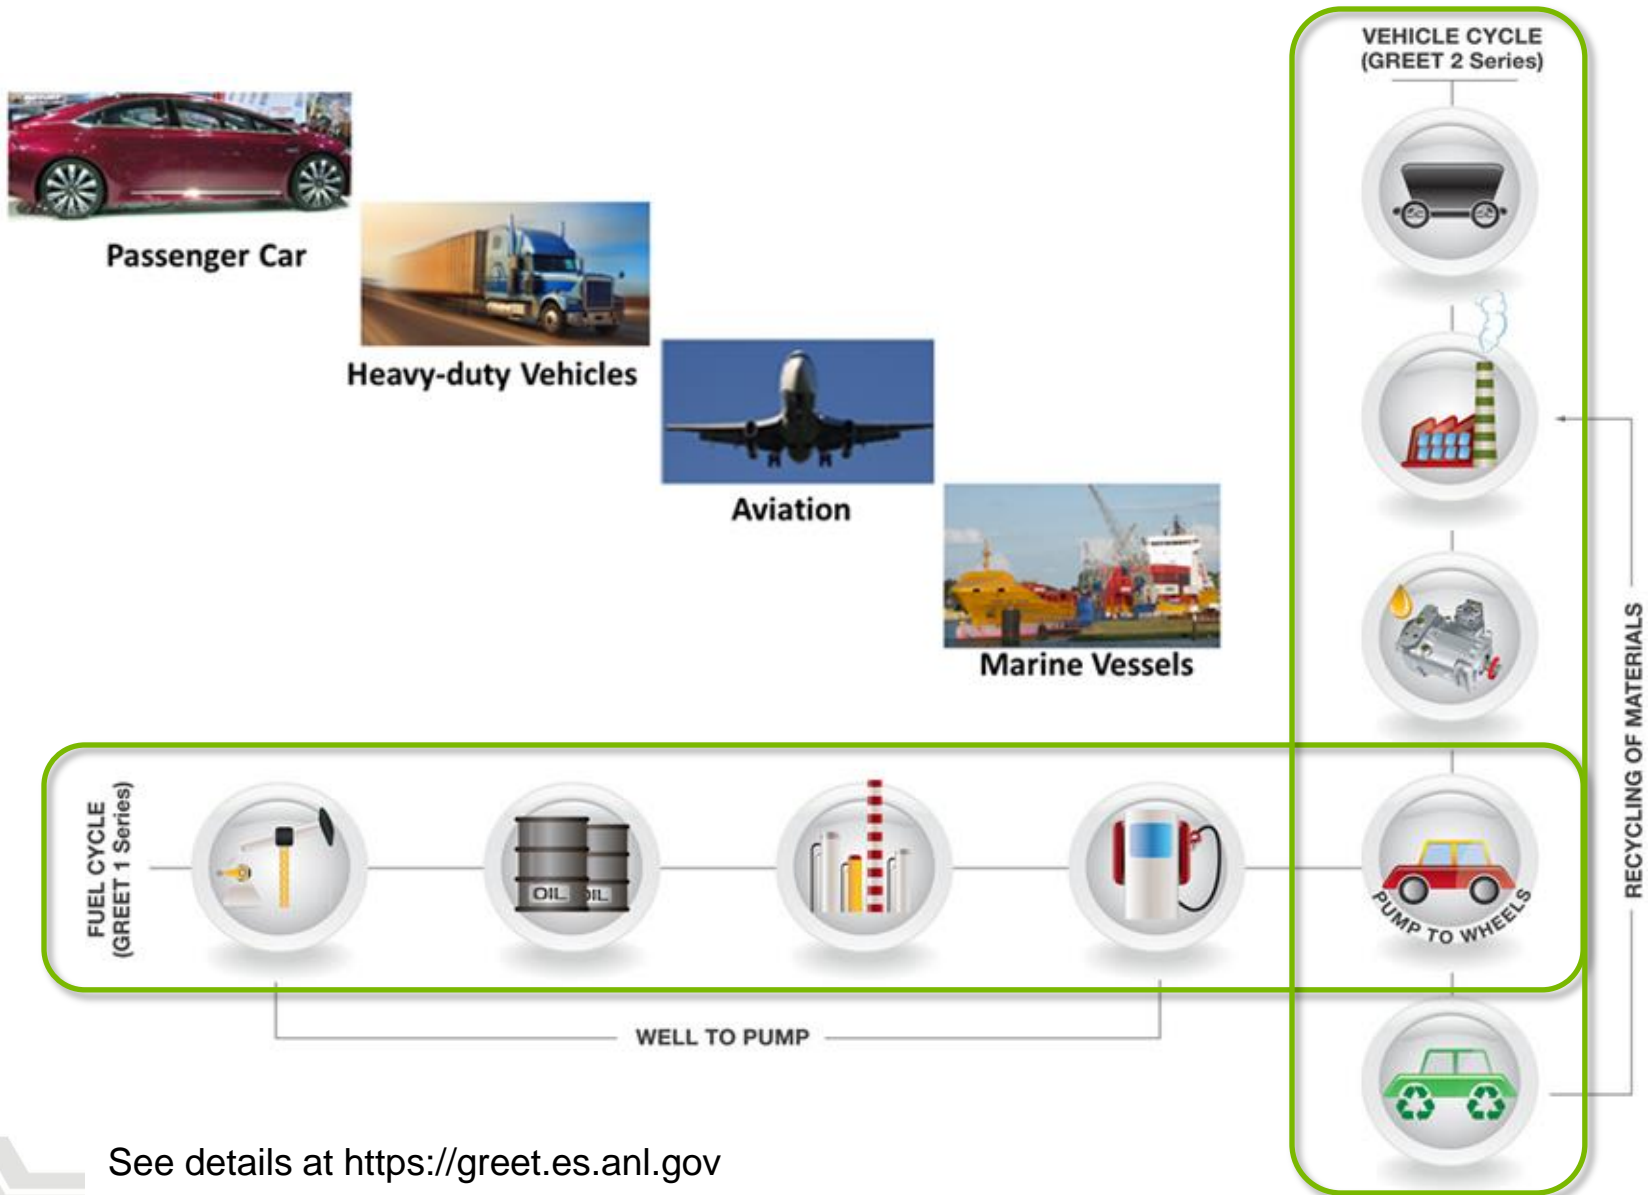 VEHICLE CYCLE
(GREET 2 Series)
Passenger Car
Heavy-duty Vehicles
Aviation
Marine Vessels
RECYCLING OF MATERIALS
FUEL CYCLE
(GREET 1 Series)
OIL
OIL
PUMP TO WHEELS
WELL TO PUMP
See details at https://greet.es.anl.gov